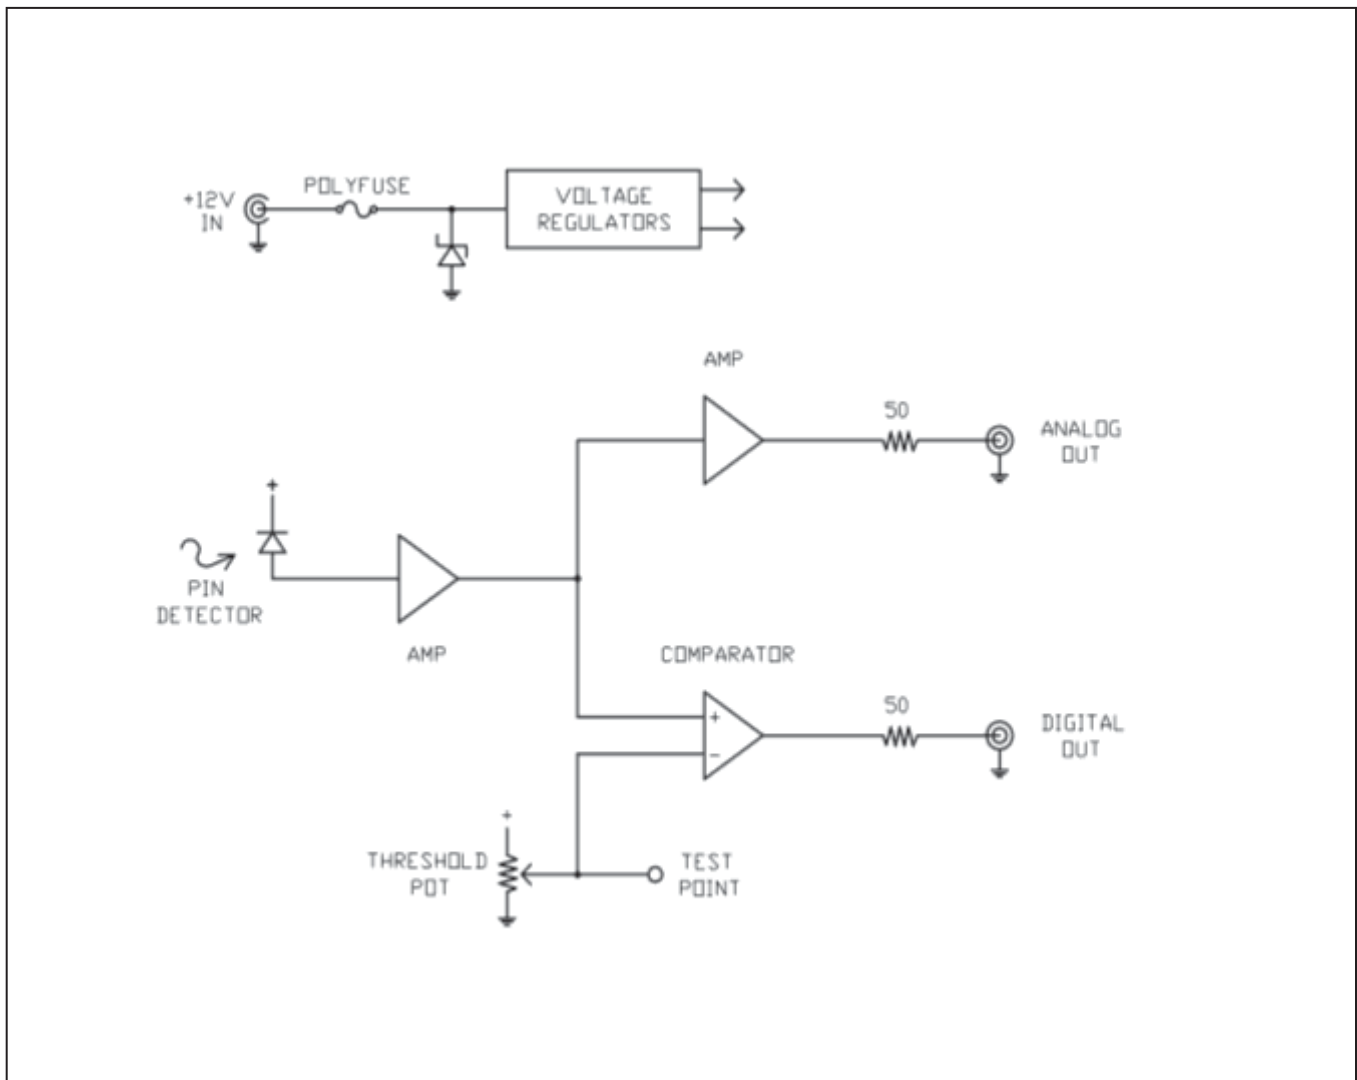 +12V
IN
POLYFUSE
VOLTAGE
REGULATORS
AMP
50
ANALOG
OUT
+
PIN
DETECTOR
AMP
COMPARATOR
+
-
50
DIGITAL
OUT
+
THRESHOLD
POT
TEST
POINT